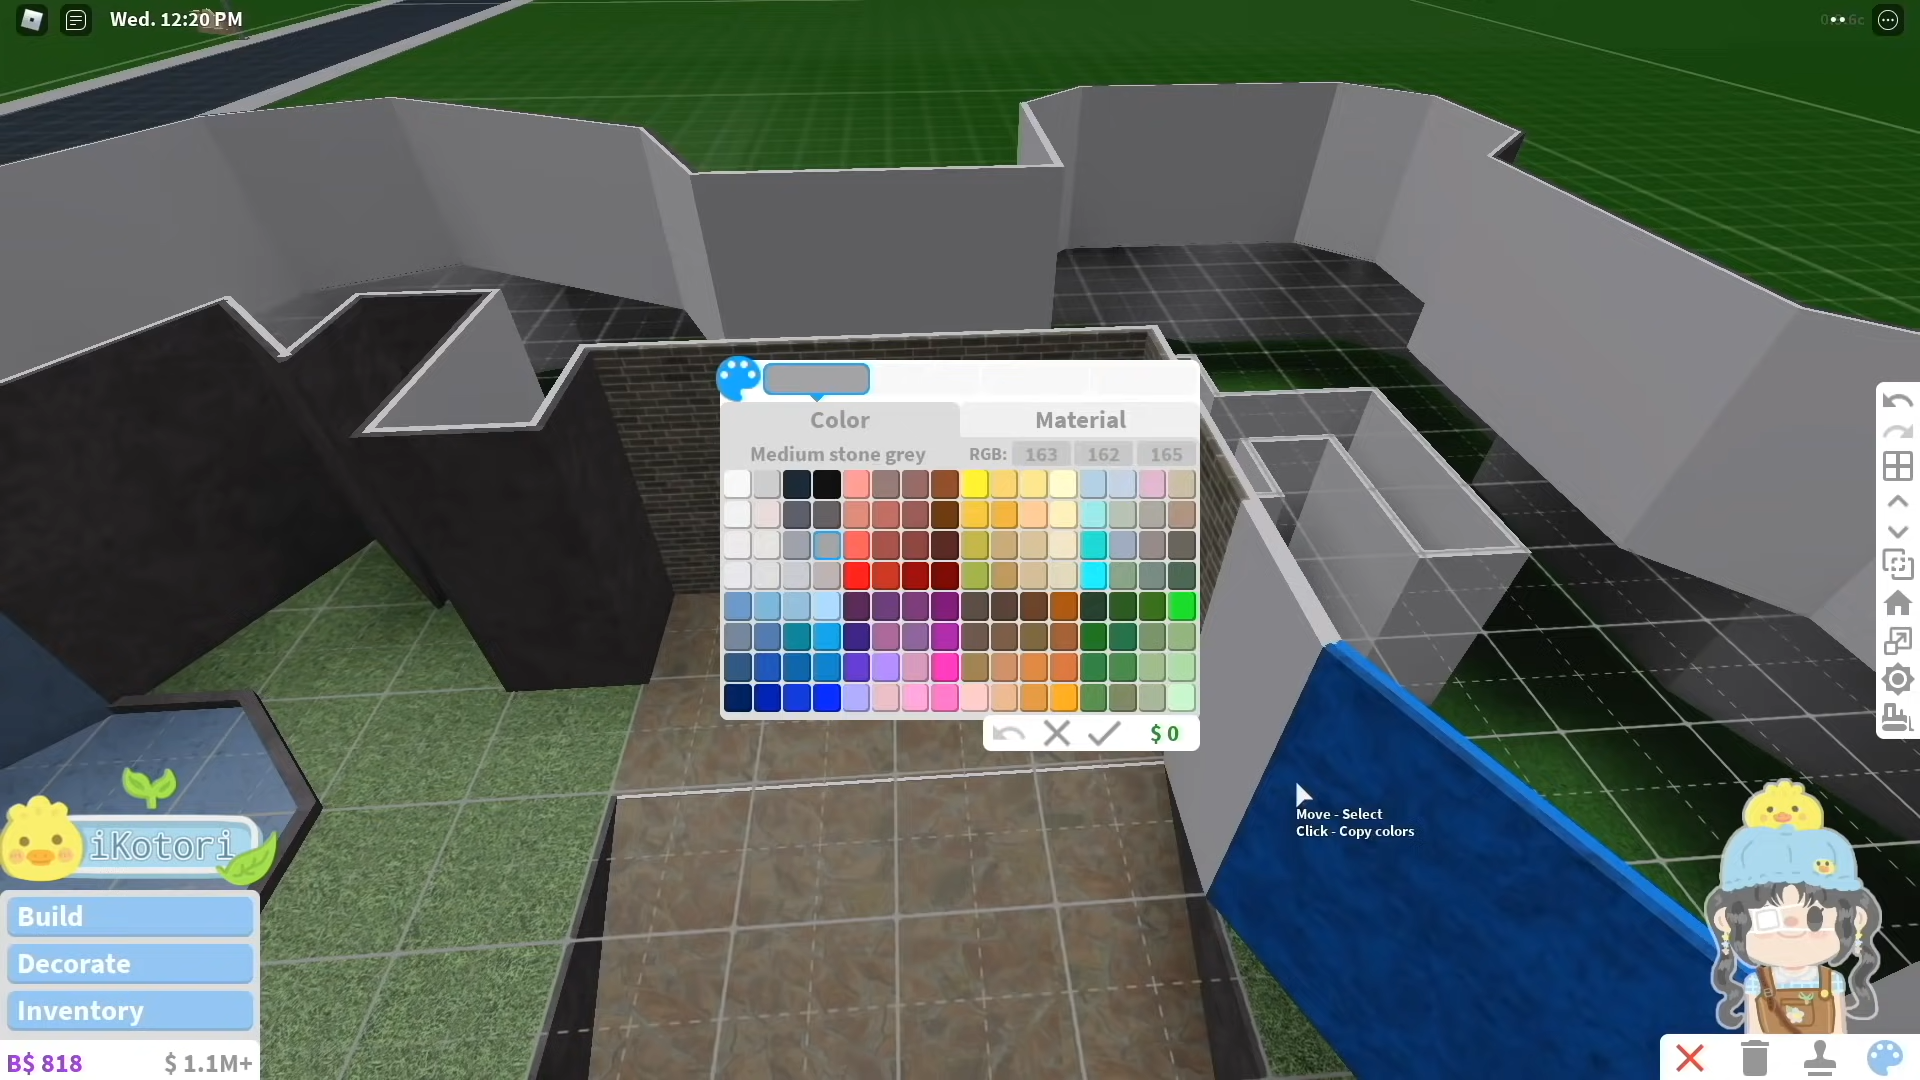 Wed. 12:20 PM
Color
Material
Medium stone grey
RGB: 163 162 165
$ 0
Move - Select
Click - Copy colors
iKotori
Build
Decorate
Inventory
B$ 818
$ 1.1M+